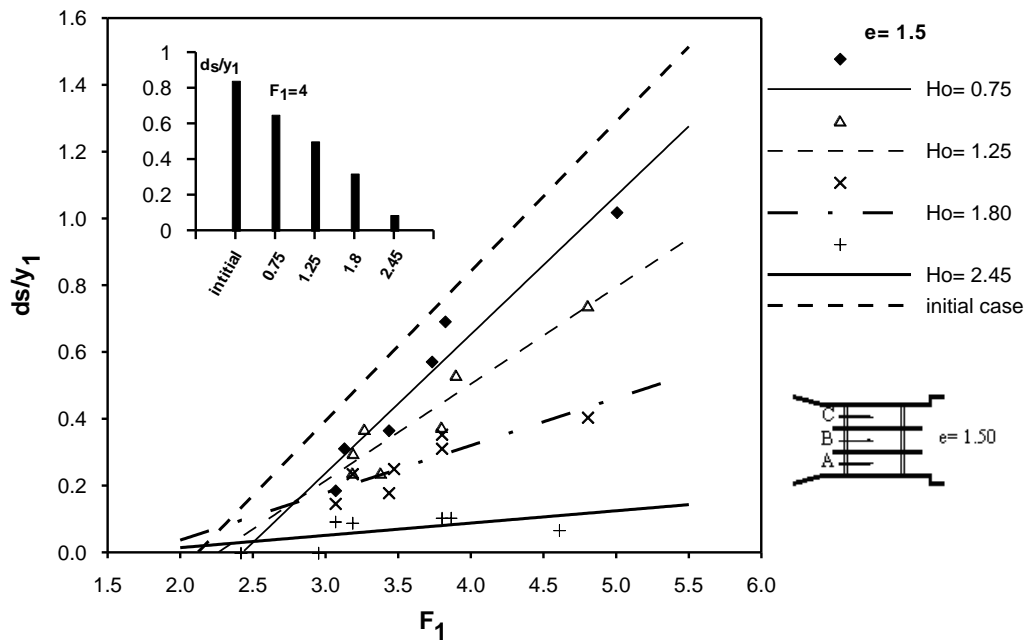 1.6
1.4
1.2
1.0
0.8
0.6
0.4
0.2
0.0
ds/y1
1.5 2.0 2.5 3.0 3.5 4.0 4.5 5.0 5.5 6.0
F1
1
0.8
0.6
0.4
0.2
0
ds/y1
F1=4
intitial 0.75 1.25 1.8 2.45
e= 1.5
Ho= 0.75
Ho= 1.25
Ho= 1.80
Ho= 2.45
initial case
C
B
A
e= 1.50